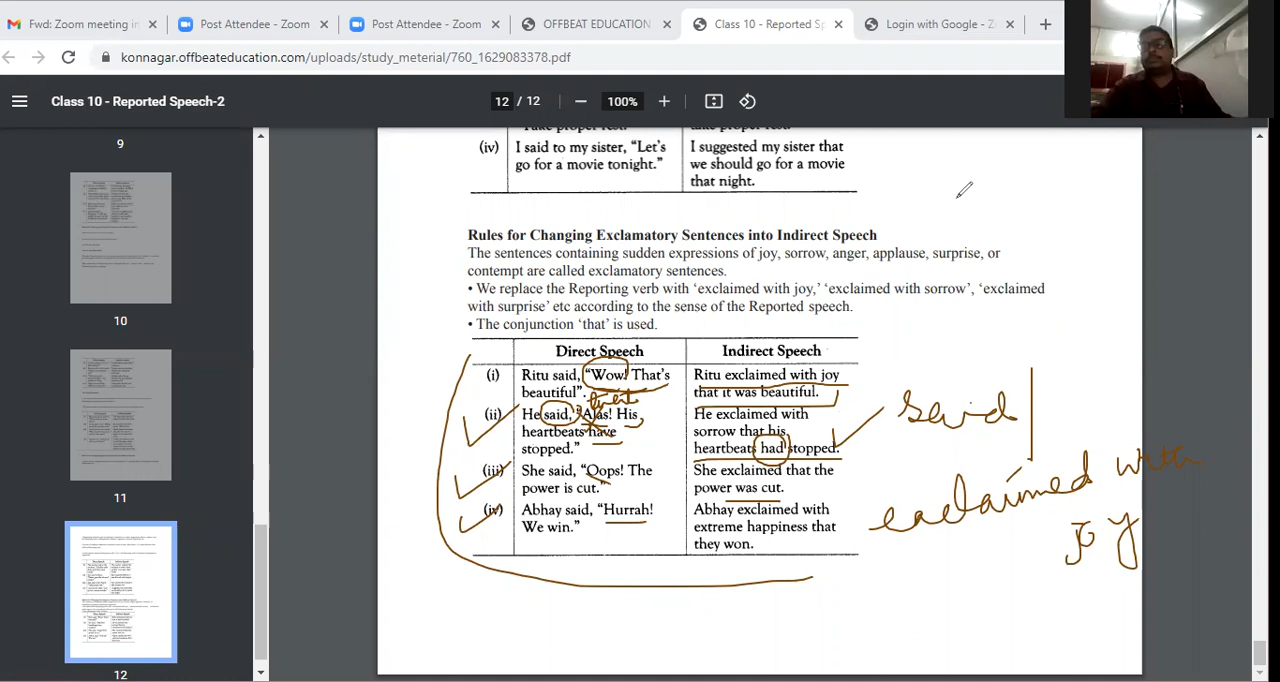 Fwd: Zoom meeting in
Post Attendee - Zoom
Post Attendee - Zoom
OFFBEAT EDUCATION
Class 10 - Reported Sp
Login with Google - Z
konnagar.offbeateducation.com/uploads/study_meterial/760_1629083378.pdf
Class 10 - Reported Speech-2
12 / 12
100%
9
10
11
12
take proper rest.
(iv) I said to my sister, “Let's I suggested my sister that
go for a movie tonight.” we should go for a movie
that night.
Rules for Changing Exclamatory Sentences into Indirect Speech
The sentences containing sudden expressions of joy, sorrow, anger, applause, surprise, or
contempt are called exclamatory sentences.
• We replace the Reporting verb with ‘exclaimed with joy,’ ‘exclaimed with sorrow’, ‘exclaimed
with surprise’ etc according to the sense of the Reported speech.
• The conjunction ‘that’ is used.
Direct Speech Indirect Speech
(i) Ritu said, “Wow! That's Ritu exclaimed with joy
beautiful”. that it was beautiful.
(ii) He said, “Alas! His He exclaimed with
heartbeats have sorrow that his
stopped.” heartbeats had stopped.
(iii) She said, “Oops! The She exclaimed that the
power is cut.” power was cut.
(iv) Abhay said, “Hurrah! Abhay exclaimed with
We win.” extreme happiness that
they won.
that
said
exclaimed with
joy